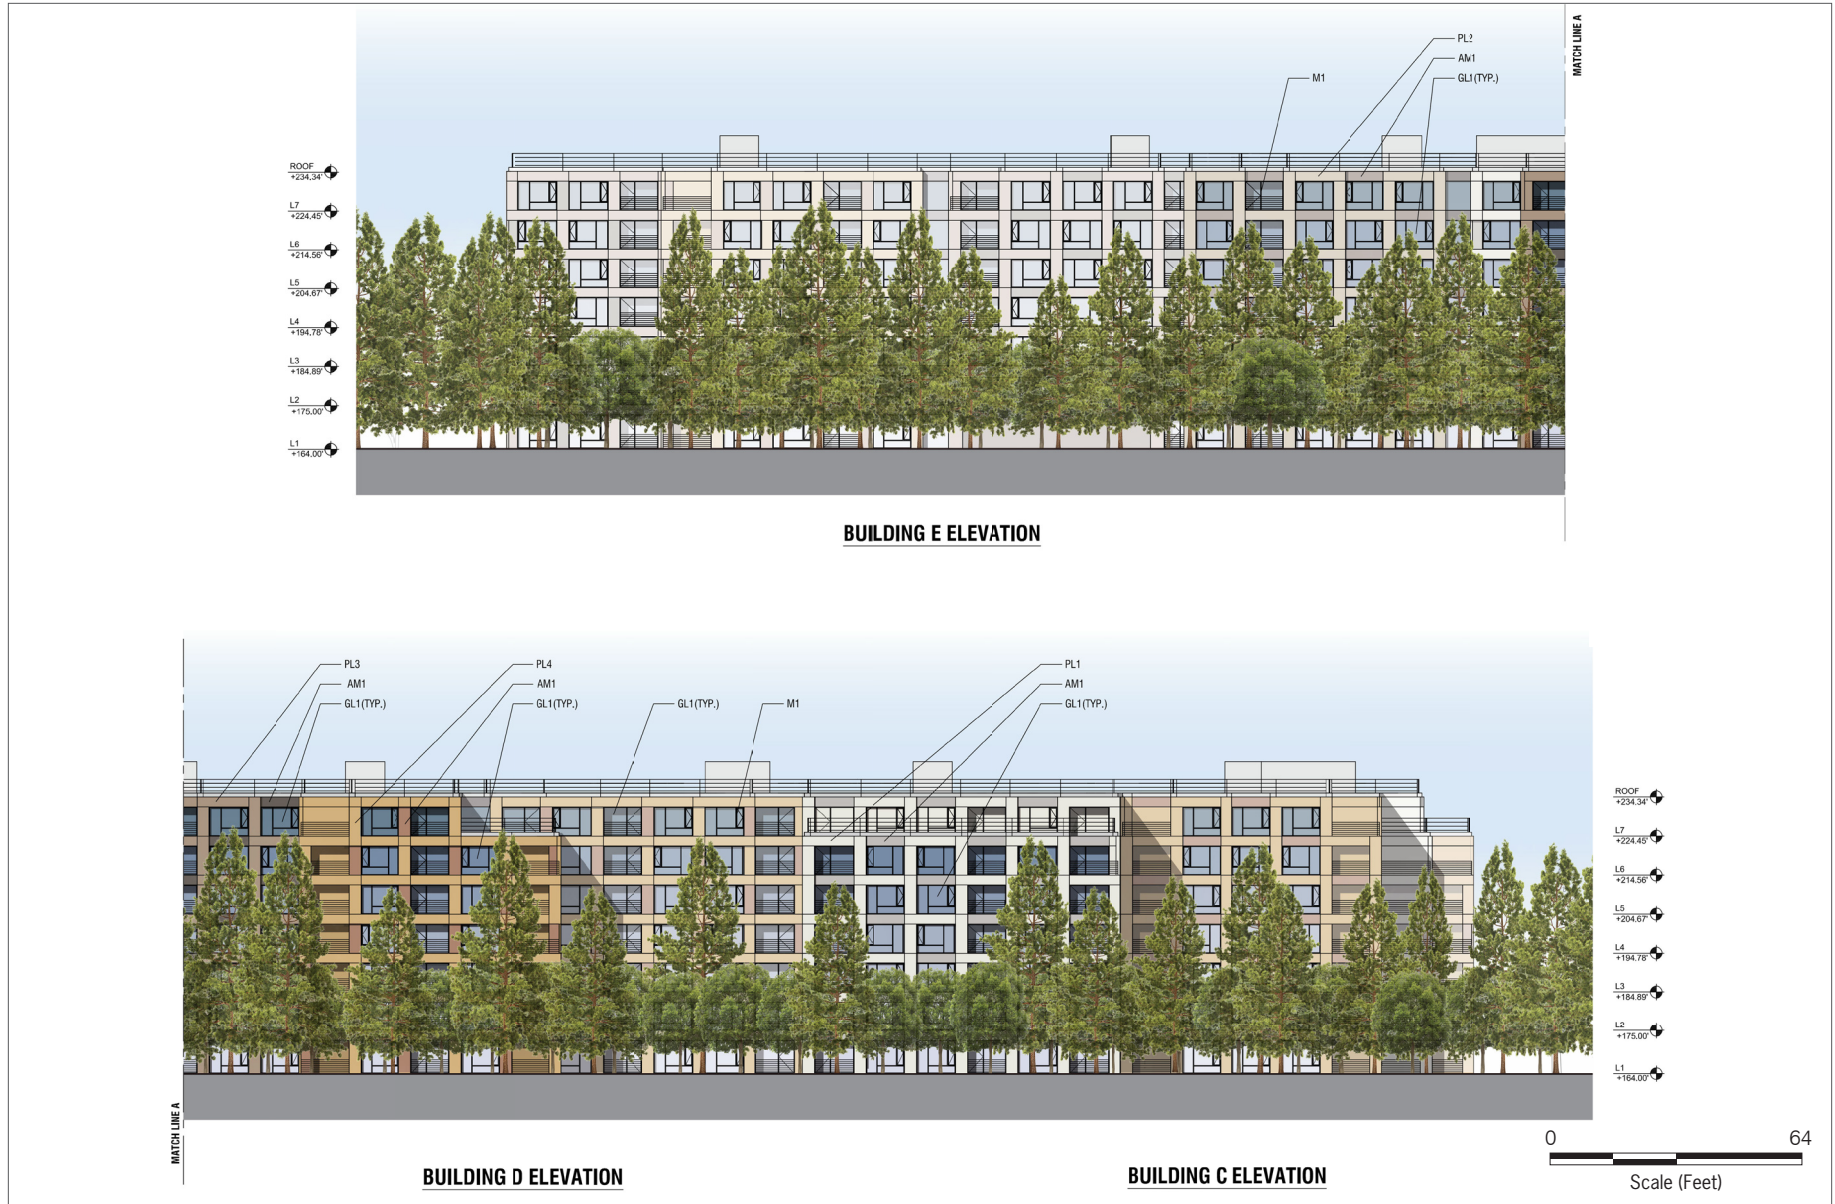 MATCH LINE A
PL2
AM1
GL1(TYP.)
M1
ROOF
+234.34'
L7
+224.45'
L6
+214.56'
L5
+204.67'
L4
+194.78'
L3
+184.89'
L2
+175.00'
L1
+164.00'
BUILDING E ELEVATION
PL3
AM1
GL1(TYP.)
PL4
AM1
GL1(TYP.)
GL1(TYP.)
M1
PL1
AM1
GL1(TYP.)
ROOF
+234.34'
L7
+224.45'
L6
+214.56'
L5
+204.67'
L4
+194.78'
L3
+184.89'
L2
+175.00'
L1
+164.00'
MATCH LINE A
BUILDING D ELEVATION
BUILDING C ELEVATION
0 64
Scale (Feet)